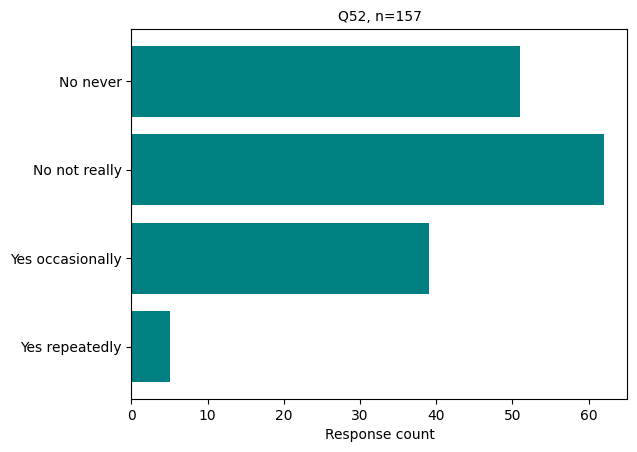 Q52, n=157
No never
No not really
Yes occasionally
Yes repeatedly
0 10 20 30 40 50 60
Response count